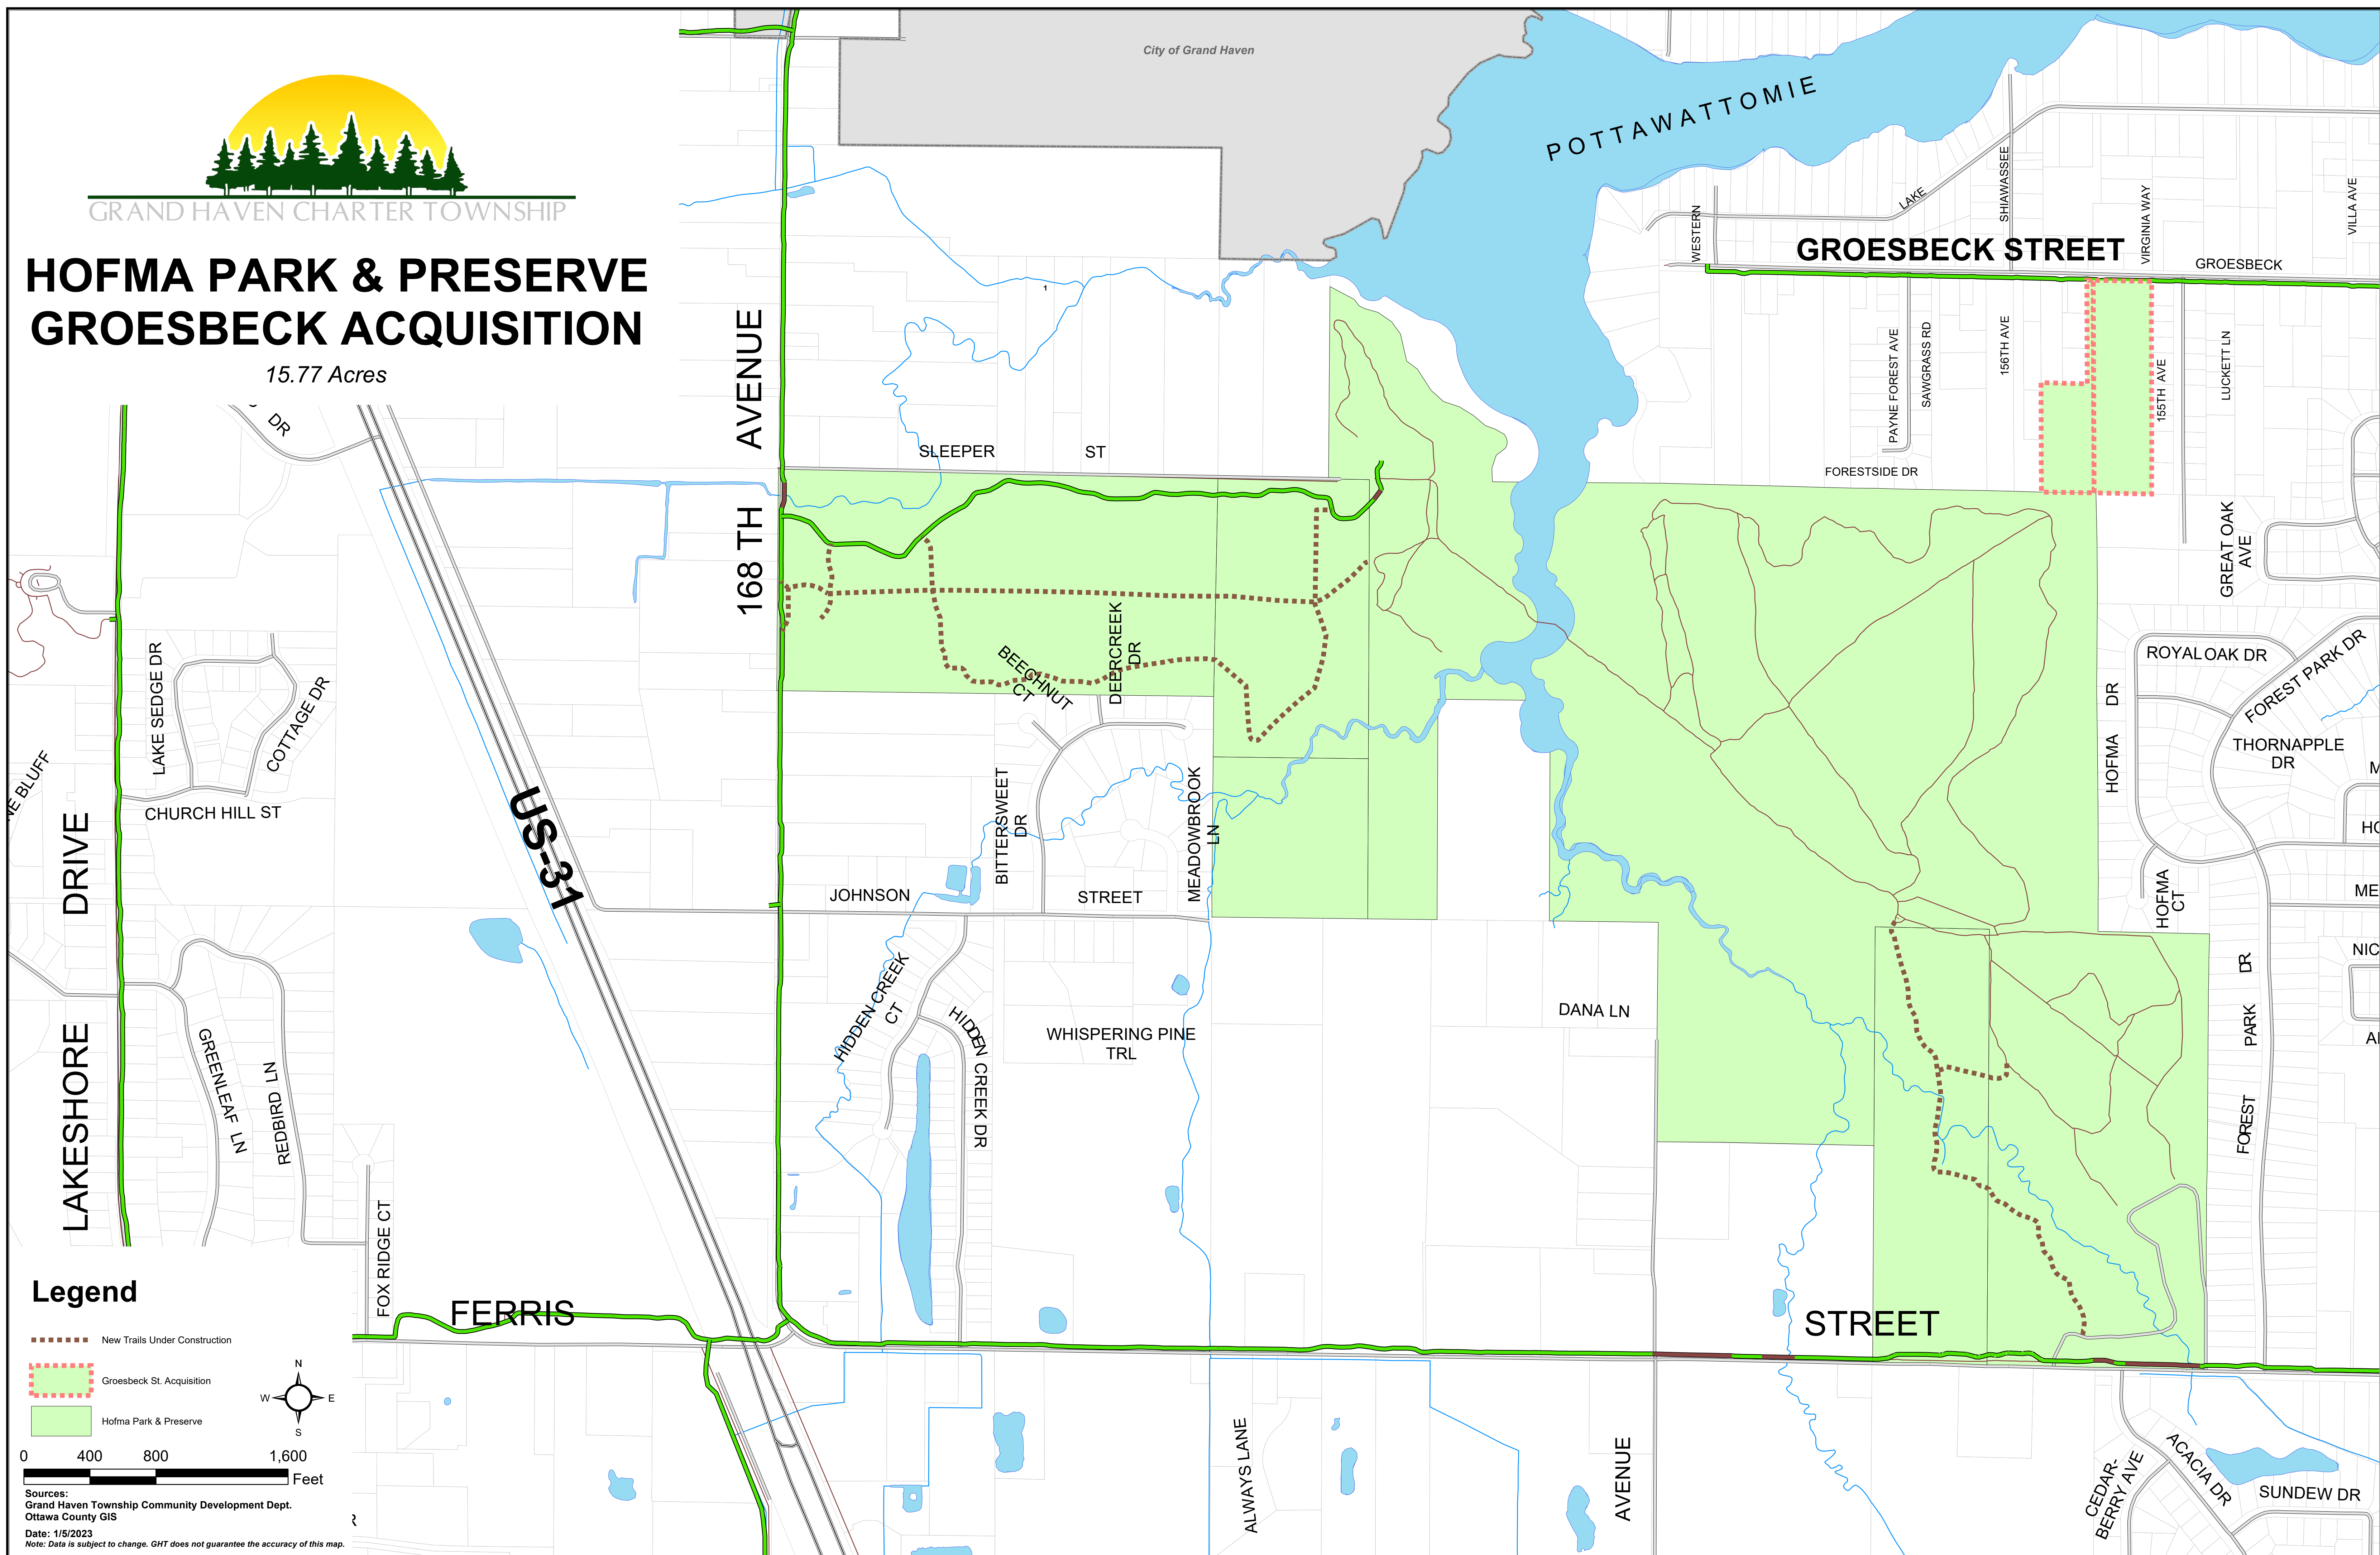 City of Grand Haven
GRAND HAVEN CHARTER TOWNSHIP
HOFMA PARK & PRESERVE
GROESBECK ACQUISITION
15.77 Acres
POTTAWATTOMIE
LAKE
SHIAWASSEE
WESTERN
VIRGINIA WAY
VILLA AVE
GROESBECK STREET
GROESBECK
1
168 TH AVENUE
SLEEPER ST
PAYNE FOREST AVE
SAWGRASS RD
156TH AVE
155TH AVE
LUCKETT LN
FORESTSIDE DR
GREAT OAK
AVE
DR
ROYAL OAK DR
FOREST PARK DR
THORNAPPLE
DR
HOFMA DR
HOFMA
CT
M
HO
ME
NIC
AL
FOREST PARK DR
BEECHNUT
CT
DEERCREEK
DR
BITTERSWEET
DR
MEADOWBROOK
LN
JOHNSON STREET
LAKE SEDGE DR
COTTAGE DR
NE BLUFF
CHURCH HILL ST
US-31
LAKESHORE DRIVE
GREENLEAF LN
REDBIRD LN
FOX RIDGE CT
HIDDEN CREEK
CT
HIDDEN CREEK DR
WHISPERING PINE
TRL
DANA LN
FERRIS STREET
ALWAYS LANE
AVENUE
CEDAR-
BERRY AVE
ACACIA DR
SUNDEW DR
Legend
New Trails Under Construction
Groesbeck St. Acquisition
Hofma Park & Preserve
N
W E
S
0 400 800 1,600
Feet
Sources:
Grand Haven Township Community Development Dept.
Ottawa County GIS
Date: 1/5/2023
Note: Data is subject to change. GHT does not guarantee the accuracy of this map.
R